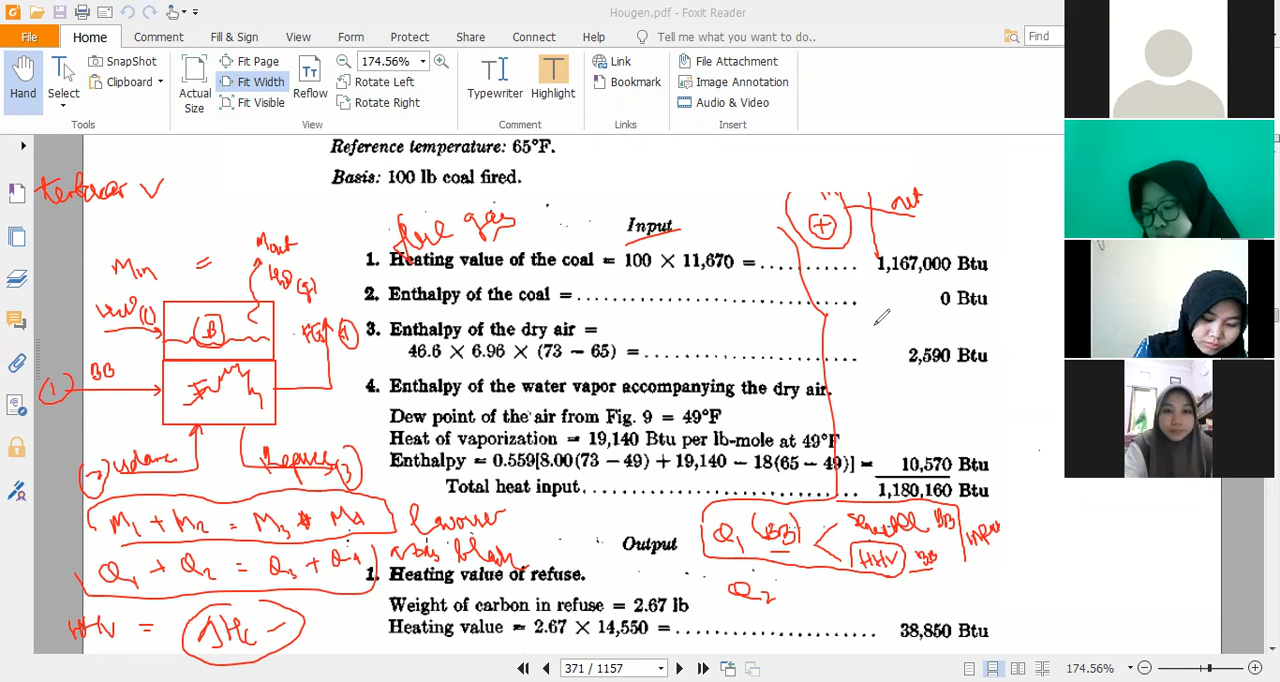 Hougen.pdf - Foxit Reader
File Home Comment Fill & Sign View Form Protect Share Connect Help Tell me what you want to do.. Find
Hand
Select
SnapShot
Clipboard
Tools
Actual Size
Fit Page
Fit Width
Fit Visible
Reflow
174.56%
Rotate Left
Rotate Right
View
Typewriter
Highlight
Comment
Link
Bookmark
Links
File Attachment
Image Annotation
Audio & Video
Insert
Reference temperature: 65°F.
Basis: 100 lb coal fired.
Input
out
1. Heating value of the coal = 100 × 11,670 = .......... 1,167,000 Btu
2. Enthalpy of the coal = .......... 0 Btu
3. Enthalpy of the dry air =
46.6 × 6.96 × (73 − 65) = .......... 2,590 Btu
4. Enthalpy of the water vapor accompanying the dry air.
Dew point of the air from Fig. 9 = 49°F
Heat of vaporization = 19,140 Btu per lb-mole at 49°F
Enthalpy = 0.559[8.00(73 − 49) + 19,140 − 18(65 − 49)] = 10,570 Btu
Total heat input .......... 1,180,160 Btu
Output
1. Heating value of refuse.
Weight of carbon in refuse = 2.67 lb
Heating value = 2.67 × 14,550 = .......... 38,850 Btu
Min =
Mout
B
1 BB
M1 + M2 = M3 + M4
Q1 + Q2 = Q3 + Q4
HHV =
Q1 (BB)
HHV BB
Q2
371 / 1157
174.56%